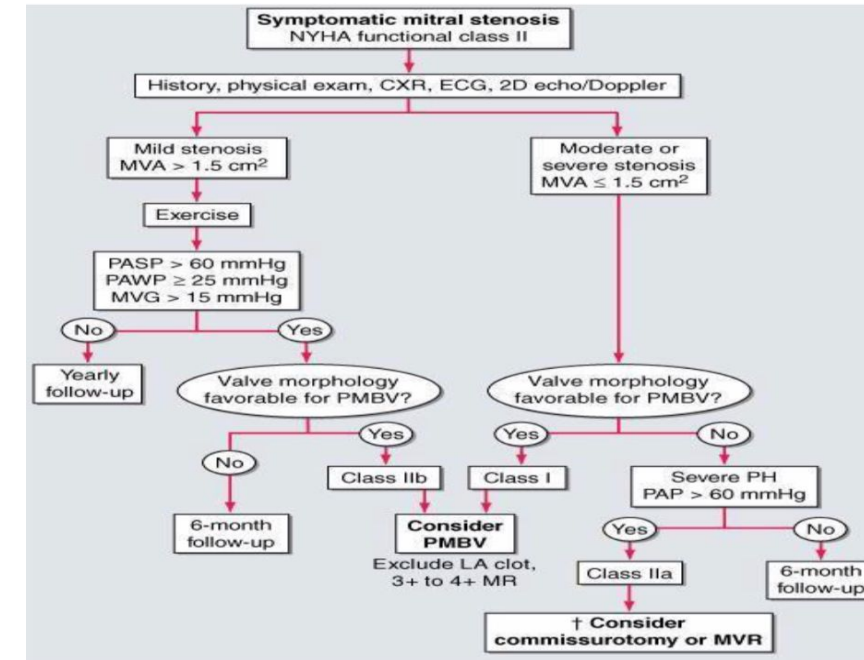 Symptomatic mitral stenosis
NYHA functional class II
History, physical exam, CXR, ECG, 2D echo/Doppler
Mild stenosis
MVA > 1.5 cm²
Moderate or
severe stenosis
MVA ≤ 1.5 cm²
Exercise
PASP > 60 mmHg
PAWP ≥ 25 mmHg
MVG > 15 mmHg
No
Yes
Yearly
follow-up
Valve morphology
favorable for PMBV?
Valve morphology
favorable for PMBV?
No
Yes
Yes
No
Class IIb
Class I
Severe PH
PAP > 60 mmHg
6-month
follow-up
Consider
PMBV
Exclude LA clot,
3+ to 4+ MR
Yes
No
Class IIa
6-month
follow-up
† Consider
commissurotomy or MVR